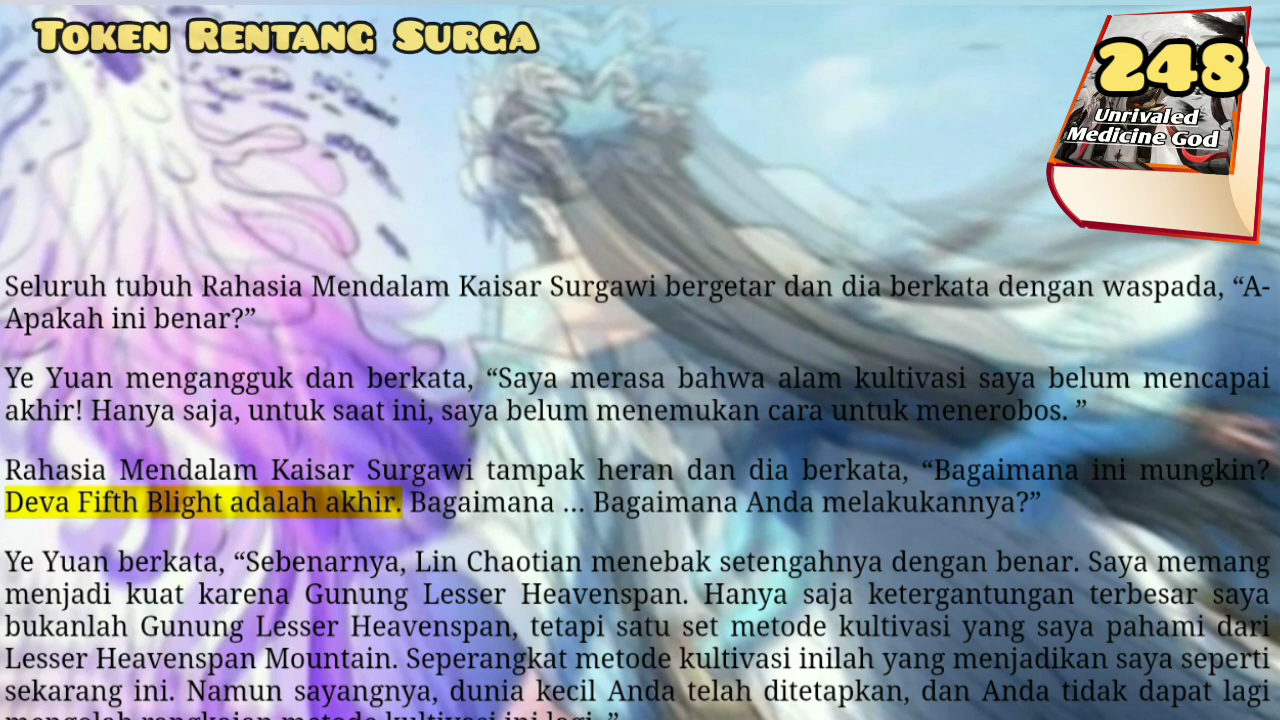 Token Rentang Surga
248
Unrivaled
Medicine God
Seluruh tubuh Rahasia Mendalam Kaisar Surgawi bergetar dan dia berkata dengan waspada, “A-
Apakah ini benar?”
Ye Yuan mengangguk dan berkata, “Saya merasa bahwa alam kultivasi saya belum mencapai
akhir! Hanya saja, untuk saat ini, saya belum menemukan cara untuk menerobos. ”
Rahasia Mendalam Kaisar Surgawi tampak heran dan dia berkata, “Bagaimana ini mungkin?
Deva Fifth Blight adalah akhir. Bagaimana ... Bagaimana Anda melakukannya?”
Ye Yuan berkata, “Sebenarnya, Lin Chaotian menebak setengahnya dengan benar. Saya memang
menjadi kuat karena Gunung Lesser Heavenspan. Hanya saja ketergantungan terbesar saya
bukanlah Gunung Lesser Heavenspan, tetapi satu set metode kultivasi yang saya pahami dari
Lesser Heavenspan Mountain. Seperangkat metode kultivasi inilah yang menjadikan saya seperti
sekarang ini. Namun sayangnya, dunia kecil Anda telah ditetapkan, dan Anda tidak dapat lagi
mengolah rangkaian metode kultivasi ini lagi. ”